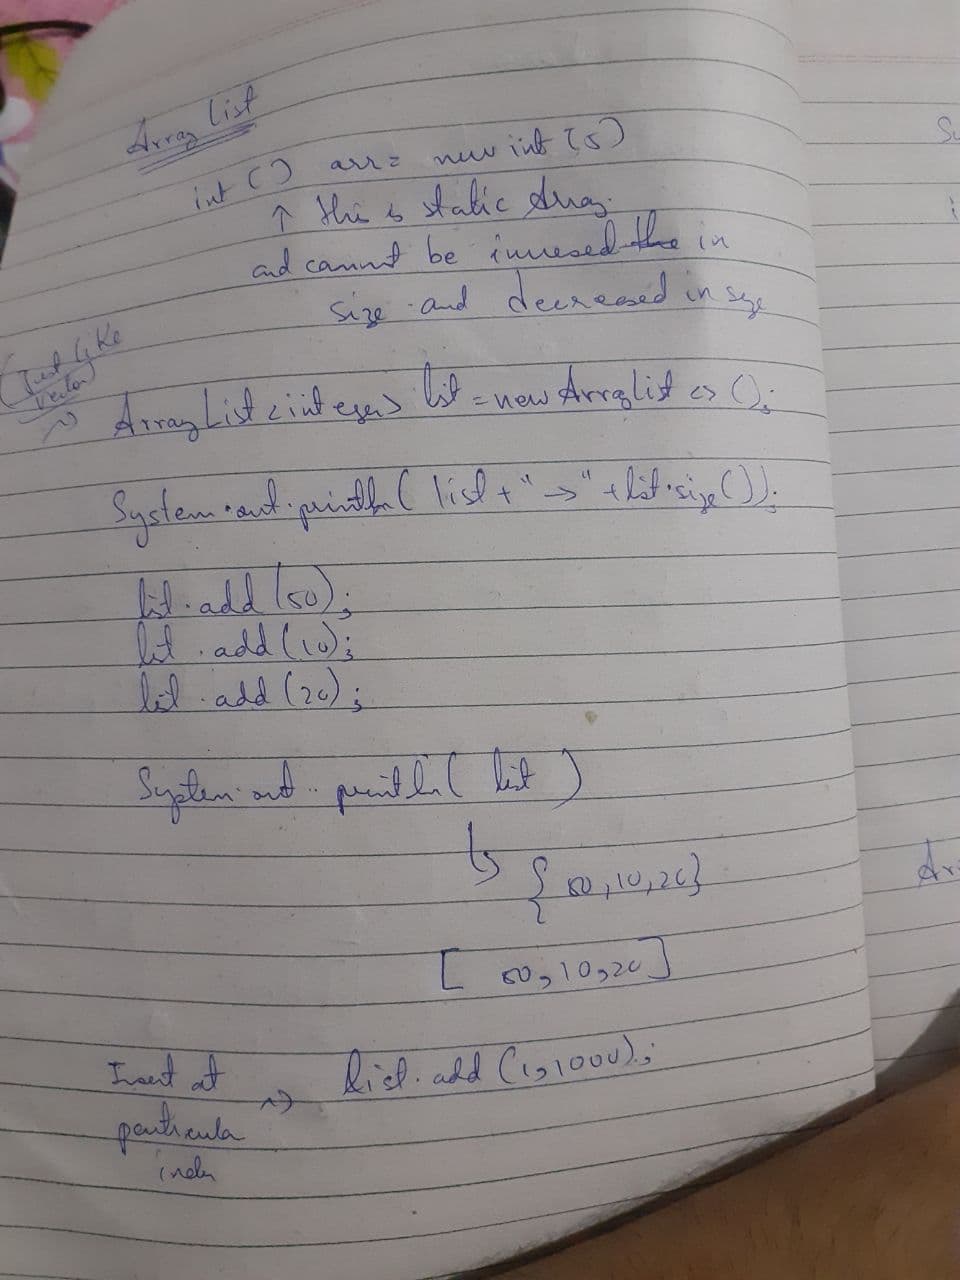 Array List
int () arr = new int (5)
↑ this is static Array.
and cannot be incresed the in
size and decreased in size
(Just like
vector)
~> ArrayList <integers> list = new Arraylist <> ();
System.out.println( list + "->" + list.size());
list.add (50);
list.add (10);
list.add (20);
System.out.println( list )
↳ { 50, 10, 20}
[ 50, 10, 20 ]
Insert at ~> list.add (1, 1000);
particula
index
S
i
Ar